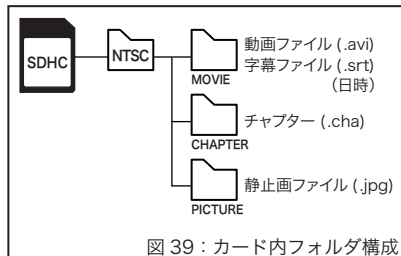 SDHC
NTSC
動画ファイル (.avi)
字幕ファイル (.srt)
（日時）
MOVIE
チャプター (.cha)
CHAPTER
静止画ファイル (.jpg)
PICTURE
図 39：カード内フォルダ構成